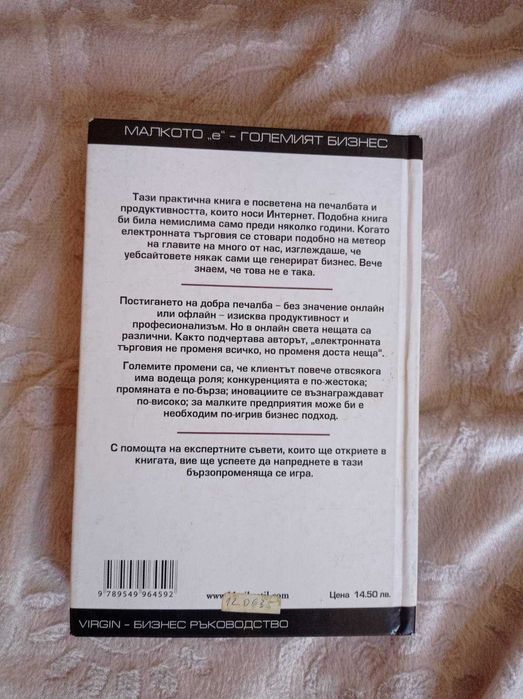 МАЛКОТО „е" – ГОЛЕМИЯТ БИЗНЕС
Тази практична книга е посветена на печалбата и
продуктивността, които носи Интернет. Подобна книга
би била немислима само преди няколко години. Когато
електронната търговия се стовари подобно на метеор
на главите на много от нас, изглеждаше, че
уебсайтовете някак сами ще генерират бизнес. Вече
знаем, че това не е така.
Постигането на добра печалба – без значение онлайн
или офлайн – изисква продуктивност и
професионализъм. Но в онлайн света нещата са
различни. Както подчертава авторът, „електронната
търговия не променя всичко, но променя доста неща".
Големите промени са, че клиентът повече отвсякога
има водеща роля; конкуренцията е по-жестока;
промяната е по-бърза; иновациите се възнаграждават
по-високо; за малките предприятия може би е
необходим по-игрив бизнес подход.
С помощта на експертните съвети, които ще откриете в
книгата, вие ще успеете да напреднете в тази
бързопроменяща се игра.
9 789549 964592
Цена 14.50 лв.
VIRGIN – БИЗНЕС РЪКОВОДСТВО